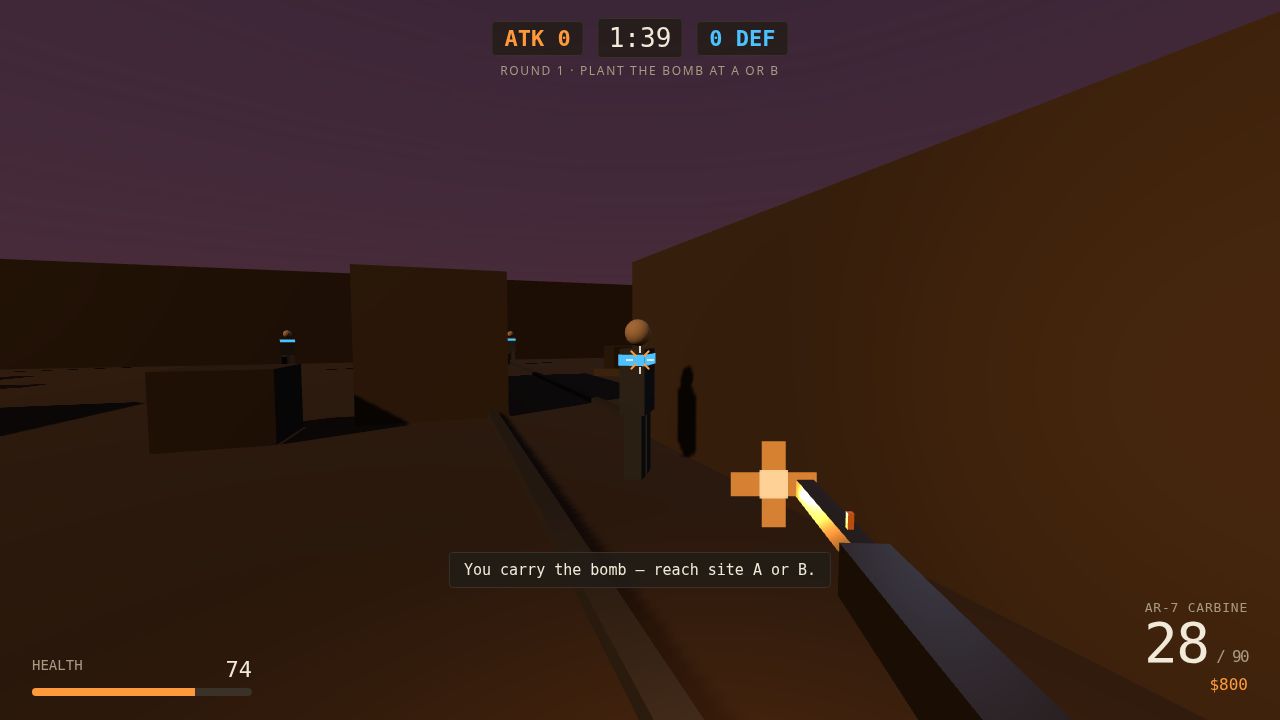 ATK 0
1:39
0 DEF
ROUND 1 · PLANT THE BOMB AT A OR B
You carry the bomb — reach site A or B.
HEALTH
74
AR-7 CARBINE
28 / 90
$800